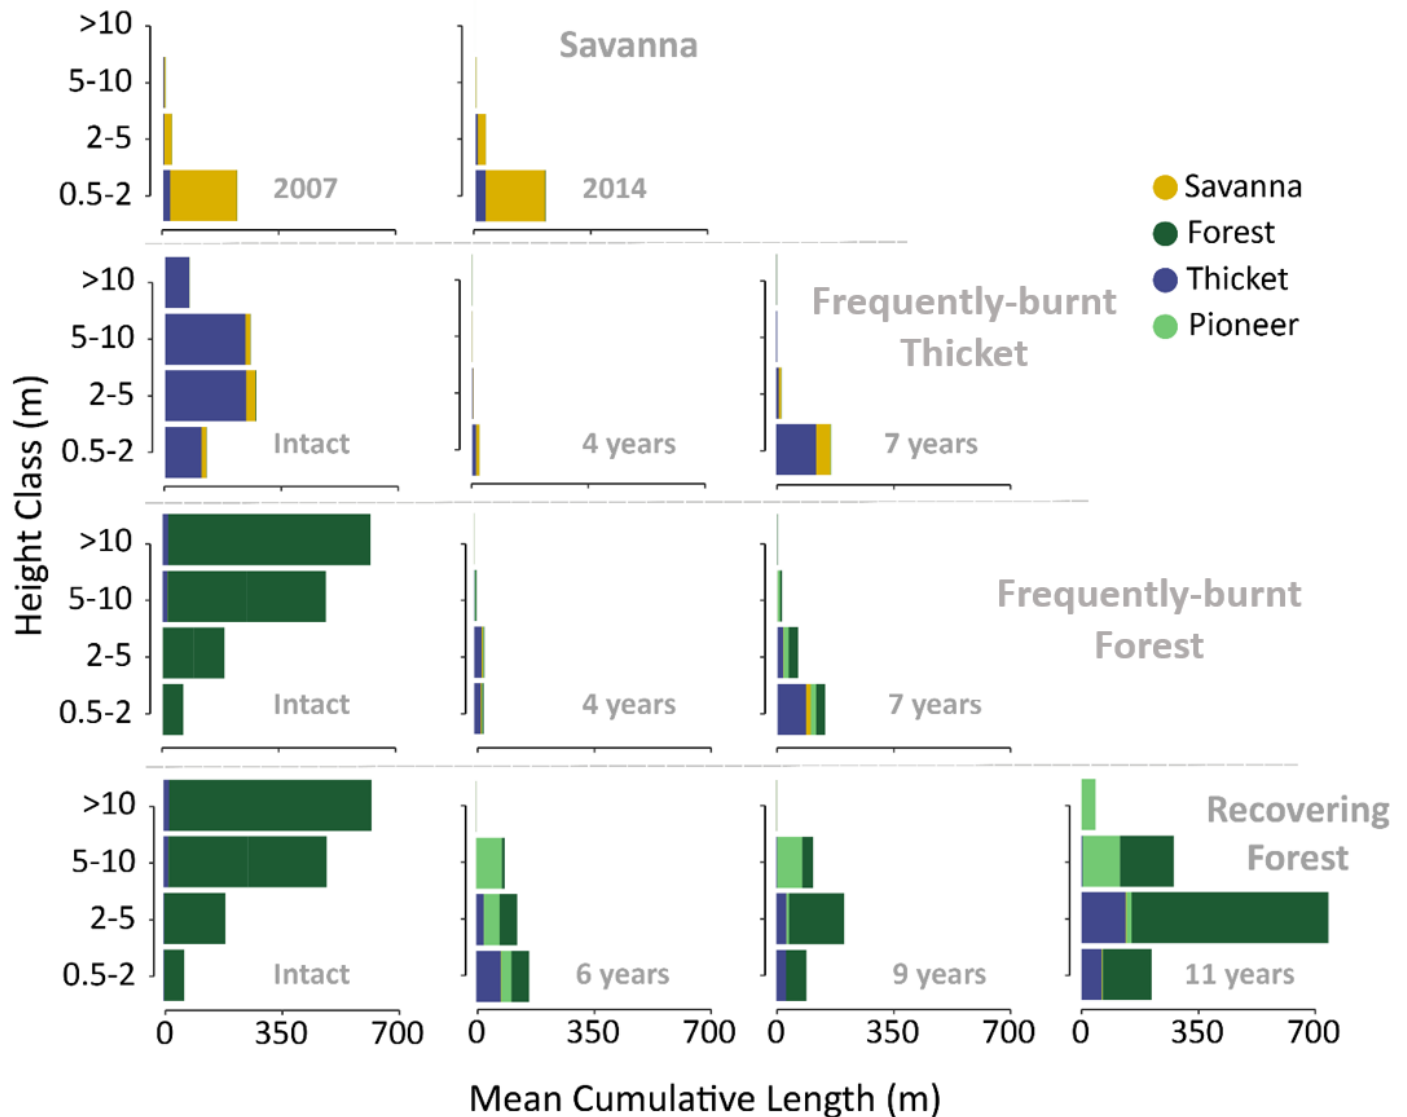 >10
5-10
2-5
0.5-2
2007
2014
Savanna
Savanna
Forest
Thicket
Pioneer
>10
5-10
2-5
0.5-2
Intact
4 years
7 years
Frequently-burnt
Thicket
Height Class (m)
>10
5-10
2-5
0.5-2
Intact
4 years
7 years
Frequently-burnt
Forest
>10
5-10
2-5
0.5-2
Intact
6 years
9 years
11 years
Recovering
Forest
0 350 700 0 350 700 0 350 700 0 350 700
Mean Cumulative Length (m)